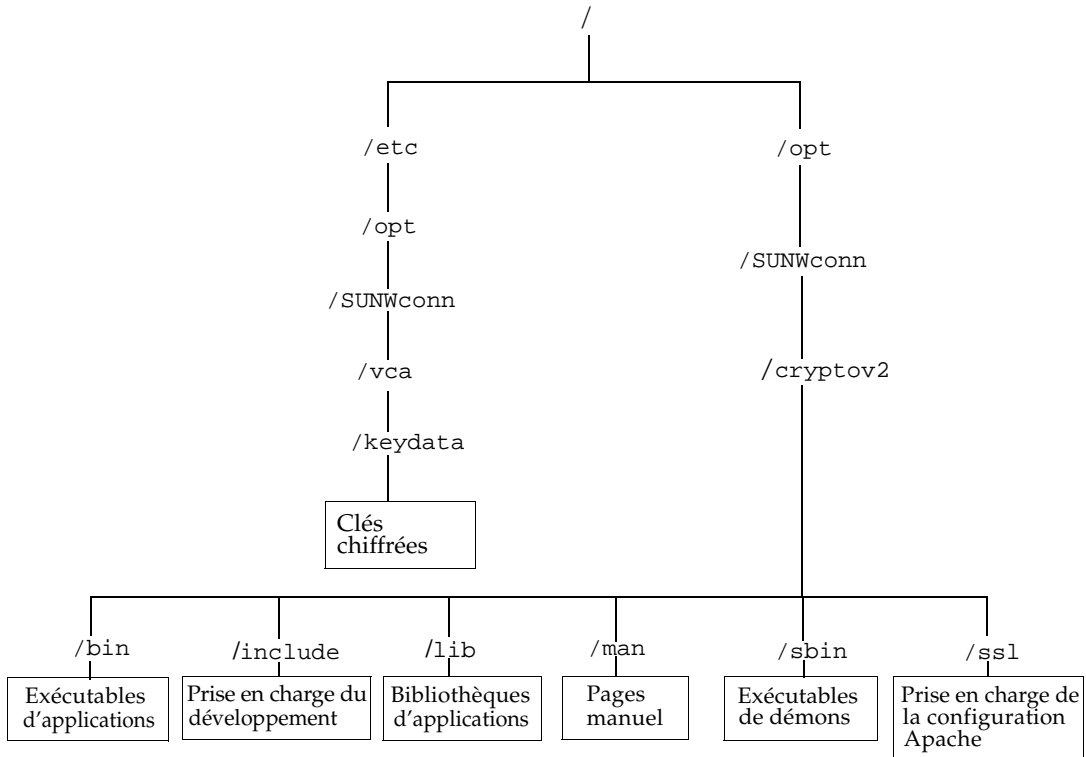 /
/etc
/opt
/opt
/SUNWconn
/SUNWconn
/vca
/cryptov2
/keydata
Clés
chiffrées
/bin
/include
/lib
/man
/sbin
/ssl
Exécutables
d'applications
Prise en charge du
développement
Bibliothèques
d'applications
Pages
manuel
Exécutables
de démons
Prise en charge de
la configuration
Apache